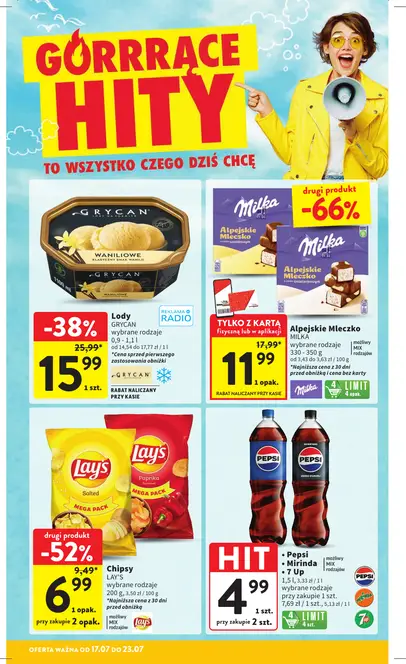 GÓRRRĄCE
HITY
TO WSZYSTKO CZEGO DZIŚ CHCĘ
GRYCAN
WANILIOWE
-38%
25,99*
15 99
1 szt.
Lody
GRYCAN
wybrane rodzaje
0,9 - 1,1 l
od 14,54 do 17,77 zł / 1 l
*Cena sprzed pierwszego
zastosowania obniżki
GRYCAN
RABAT NALICZANY
PRZY KASIE
REKLAMA
RADIO
drugi produkt
-66%
Milka
Alpejskie
Mleczko
Milka
Alpejskie
Mleczko
TYLKO Z KARTĄ
fizyczną lub w aplikacji
17,99*
11 99
1 opak.
RABAT NALICZANY PRZY KASIE
Alpejskie Mleczko
MILKA
wybrane rodzaje
330 - 350 g
od 3,43 do 3,63 zł / 100 g
*Najniższa cena z 30 dni
przed obniżką i cena bez karty
możliwy
MIX
rodzajów
Milka
LIMIT
4 opak.
Lay's
Salted
MEGA PACK
Lay's
Paprika
MEGA PACK
drugi produkt
-52%
9,49*
6 99
1 opak.
przy zakupie 2 opak.
Chipsy
LAY'S
wybrane rodzaje
200 g, 3,50 zł / 100 g
*Najniższa cena z 30 dni
przed obniżką
możliwy
MIX
rodzajów
Lay's
PEPSI
PEPSI
HIT
4 99
1 szt.
przy zakupie 2 szt.
• Pepsi
• Mirinda
• 7 Up
możliwy
MIX
rodzajów
1,5 l, 3,33 zł / 1 l
wybrane rodzaje
przy zakupie 1 szt.
7,69 zł / 1 szt., 5,13 zł / 1 l
LIMIT
4 szt.
OFERTA WAŻNA OD 17.07 DO 23.07